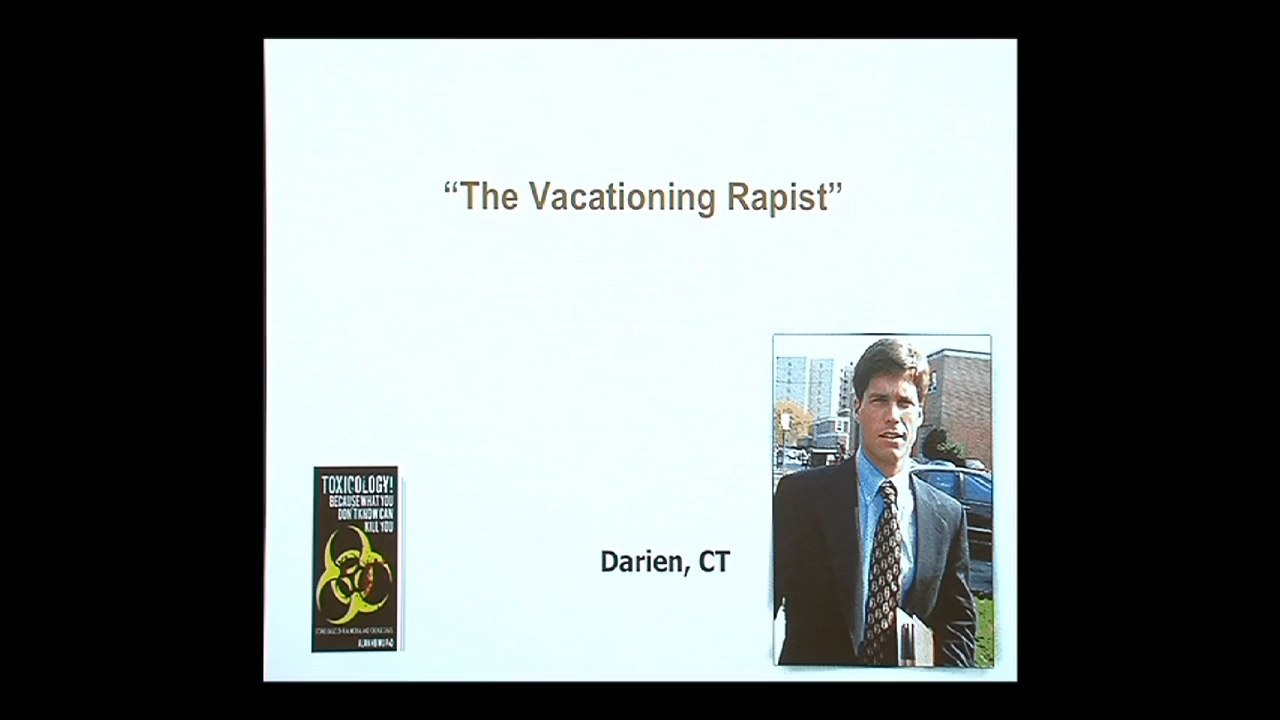 “The Vacationing Rapist”
TOXICOLOGY!
BECAUSE WHAT YOU
DON'T KNOW CAN
KILL YOU
Darien, CT